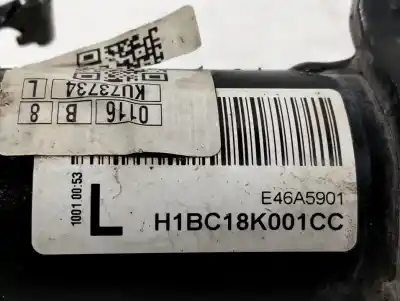 KU73734 L
0116 B 8
1001 00:53
E46A5901
L H1BC18K001CC